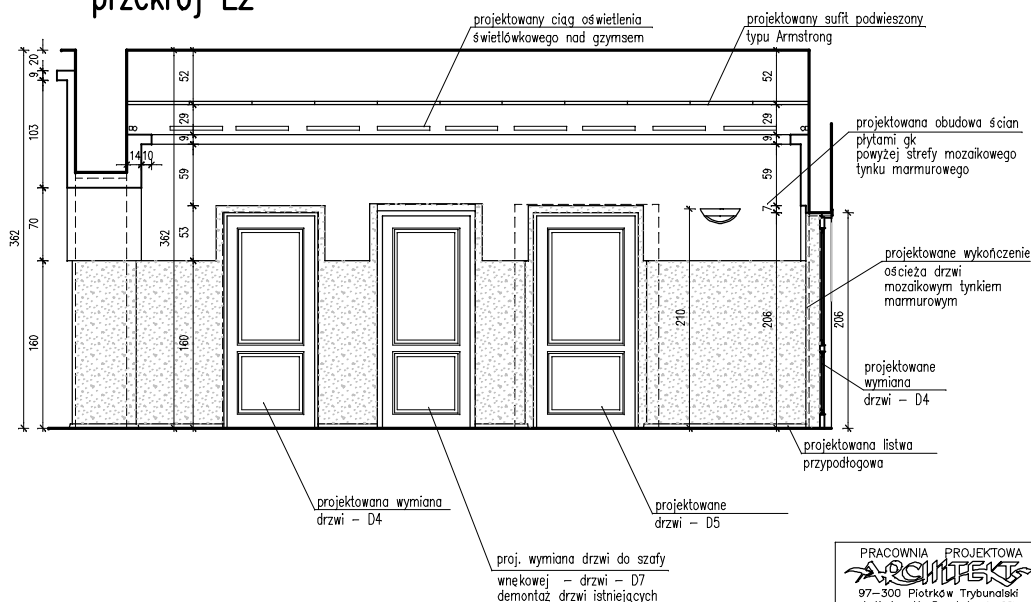 przekrój E2
projektowany ciąg oświetlenia
świetlówkowego nad gzymsem
projektowany sufit podwieszony
typu Armstrong
projektowana obudowa ścian
płytami gk
powyżej strefy mozaikowego
tynku marmurowego
projektowane wykończenie
ościeża drzwi
mozaikowym tynkiem
marmurowym
projektowane
wymiana
drzwi – D4
projektowana listwa
przypodłogowa
projektowana wymiana
drzwi – D4
proj. wymiana drzwi do szafy
wnękowej – drzwi – D7
demontaż drzwi istniejących
projektowane
drzwi – D5
362
20
9
103
70
160
14
10
362
52
29
9
59
53
160
52
29
9
59
7
210
206
206
PRACOWNIA PROJEKTOWA
ARCHITEKT
97–300 Piotrków Trybunalski